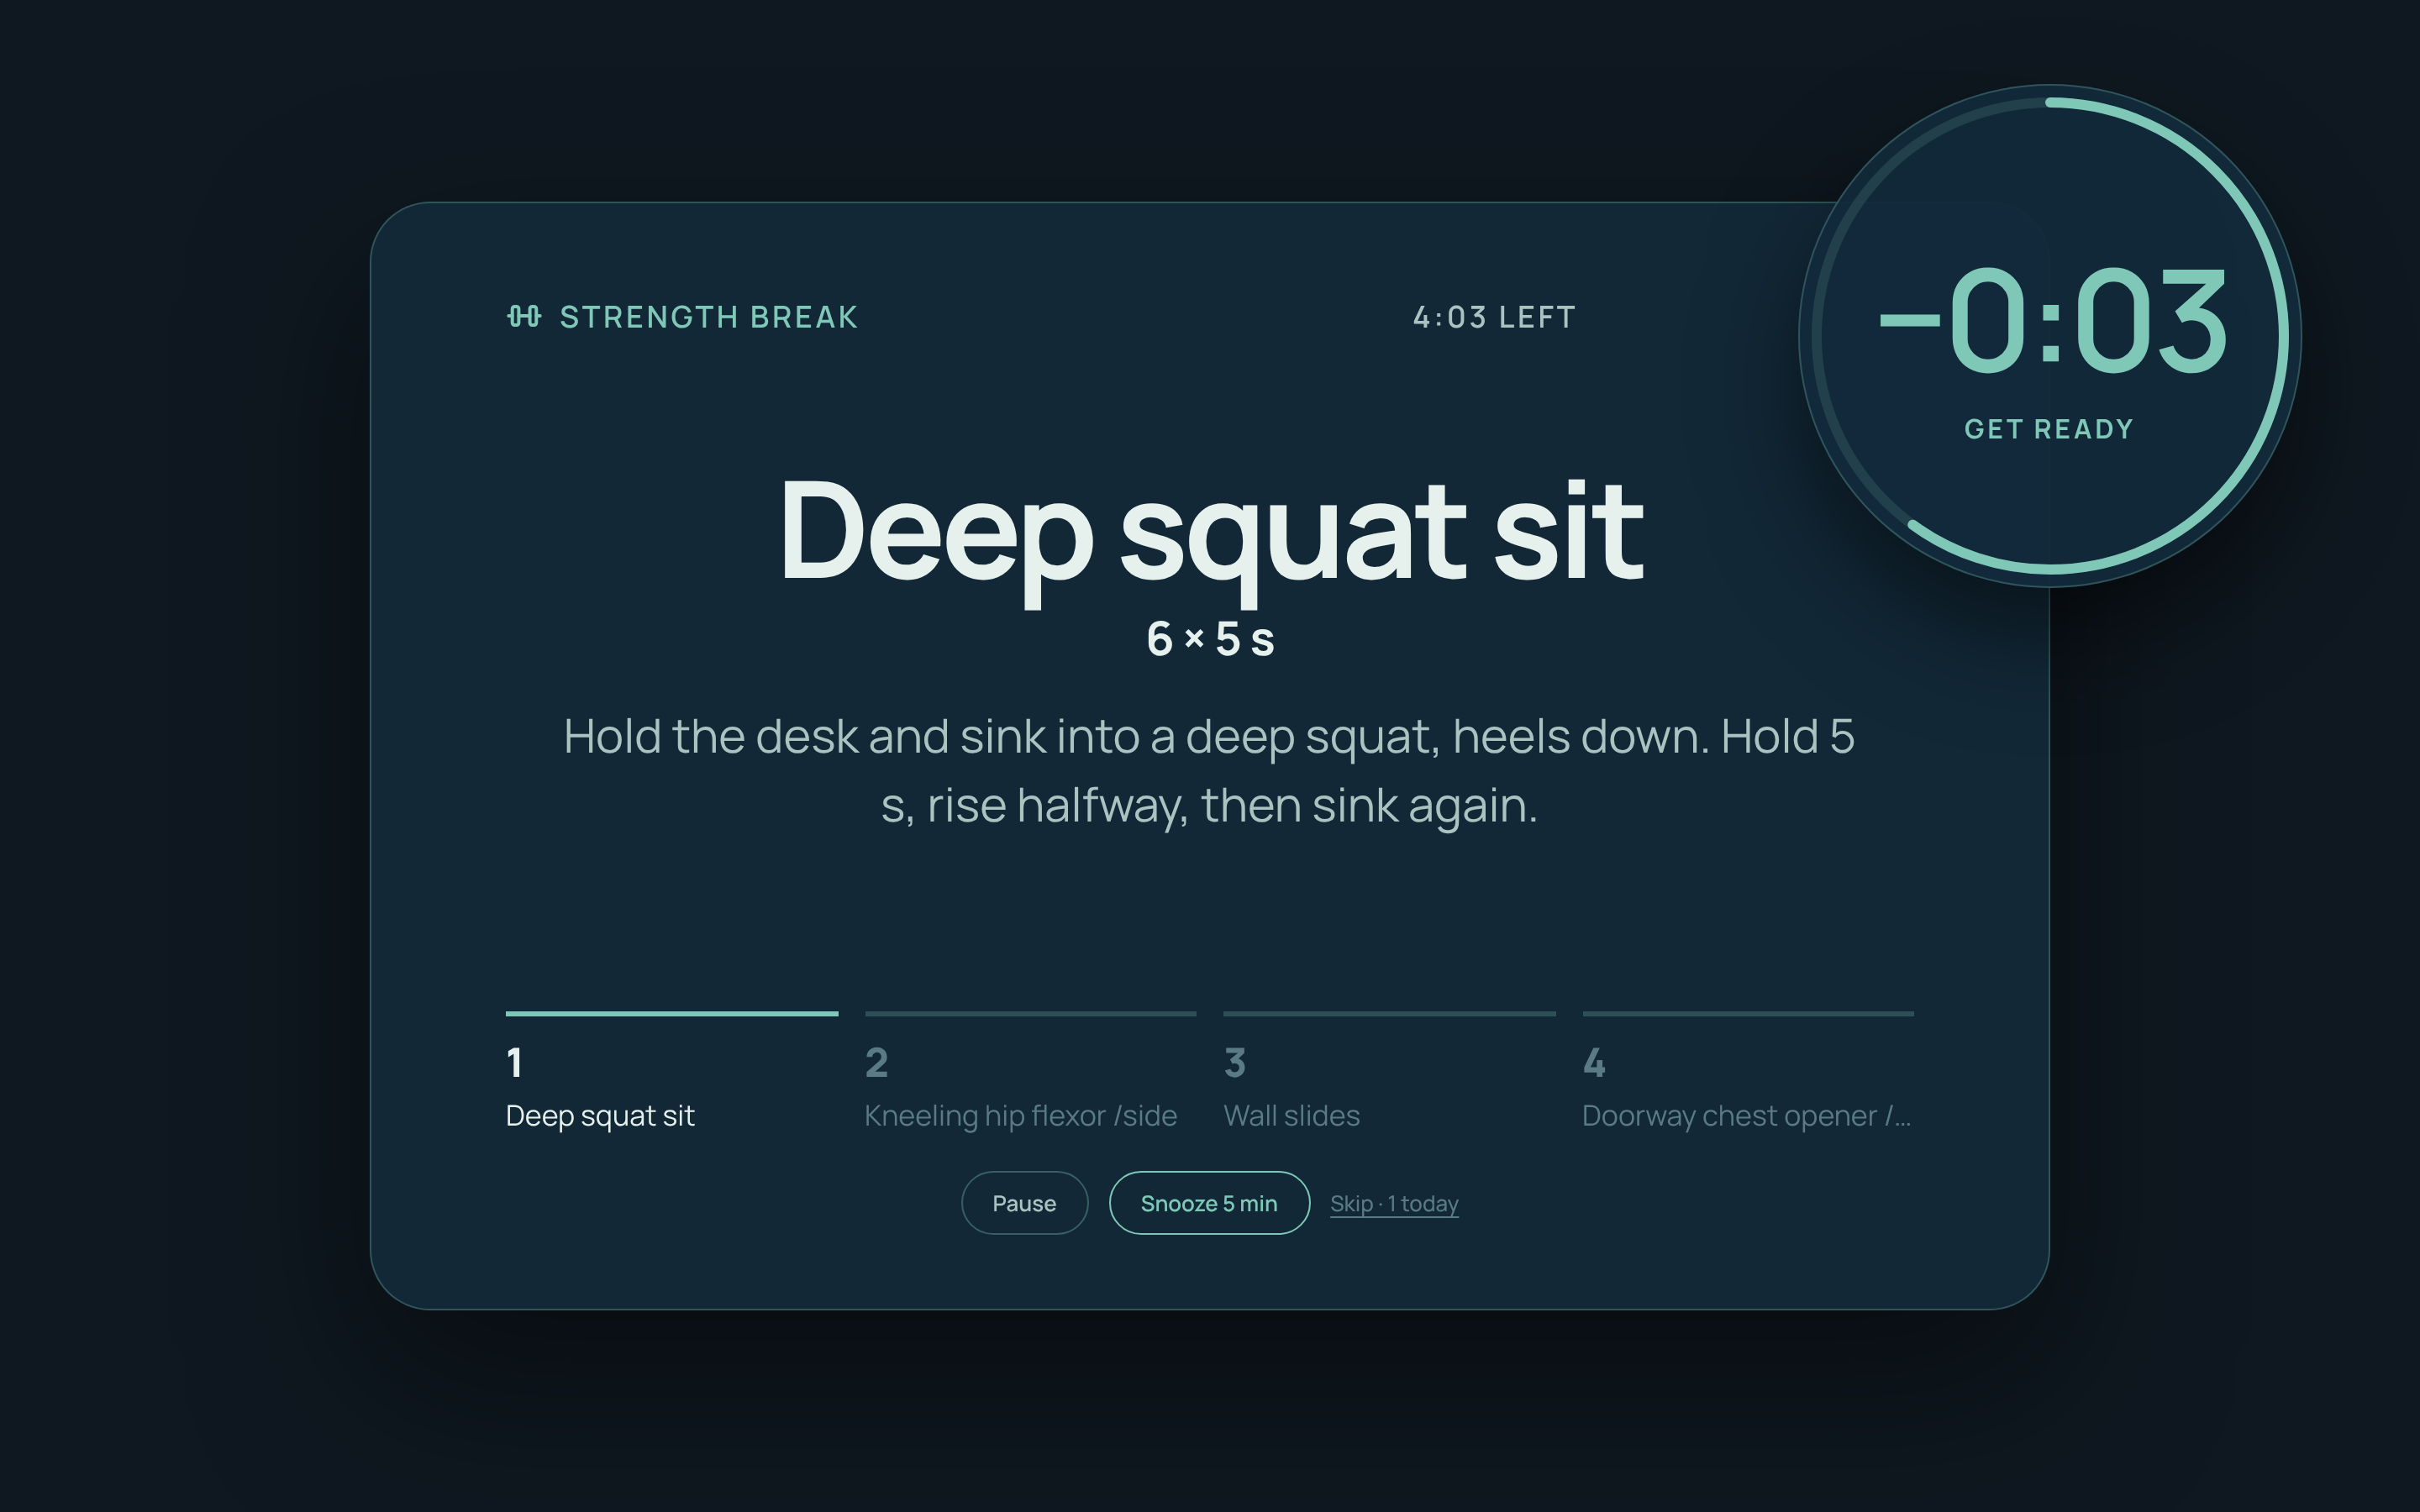 STRENGTH BREAK
4:03 LEFT
−0:03
GET READY
Deep squat sit
6 × 5 s
Hold the desk and sink into a deep squat, heels down. Hold 5
s, rise halfway, then sink again.
1
Deep squat sit
2
Kneeling hip flexor /side
3
Wall slides
4
Doorway chest opener /...
Pause
Snooze 5 min
Skip · 1 today